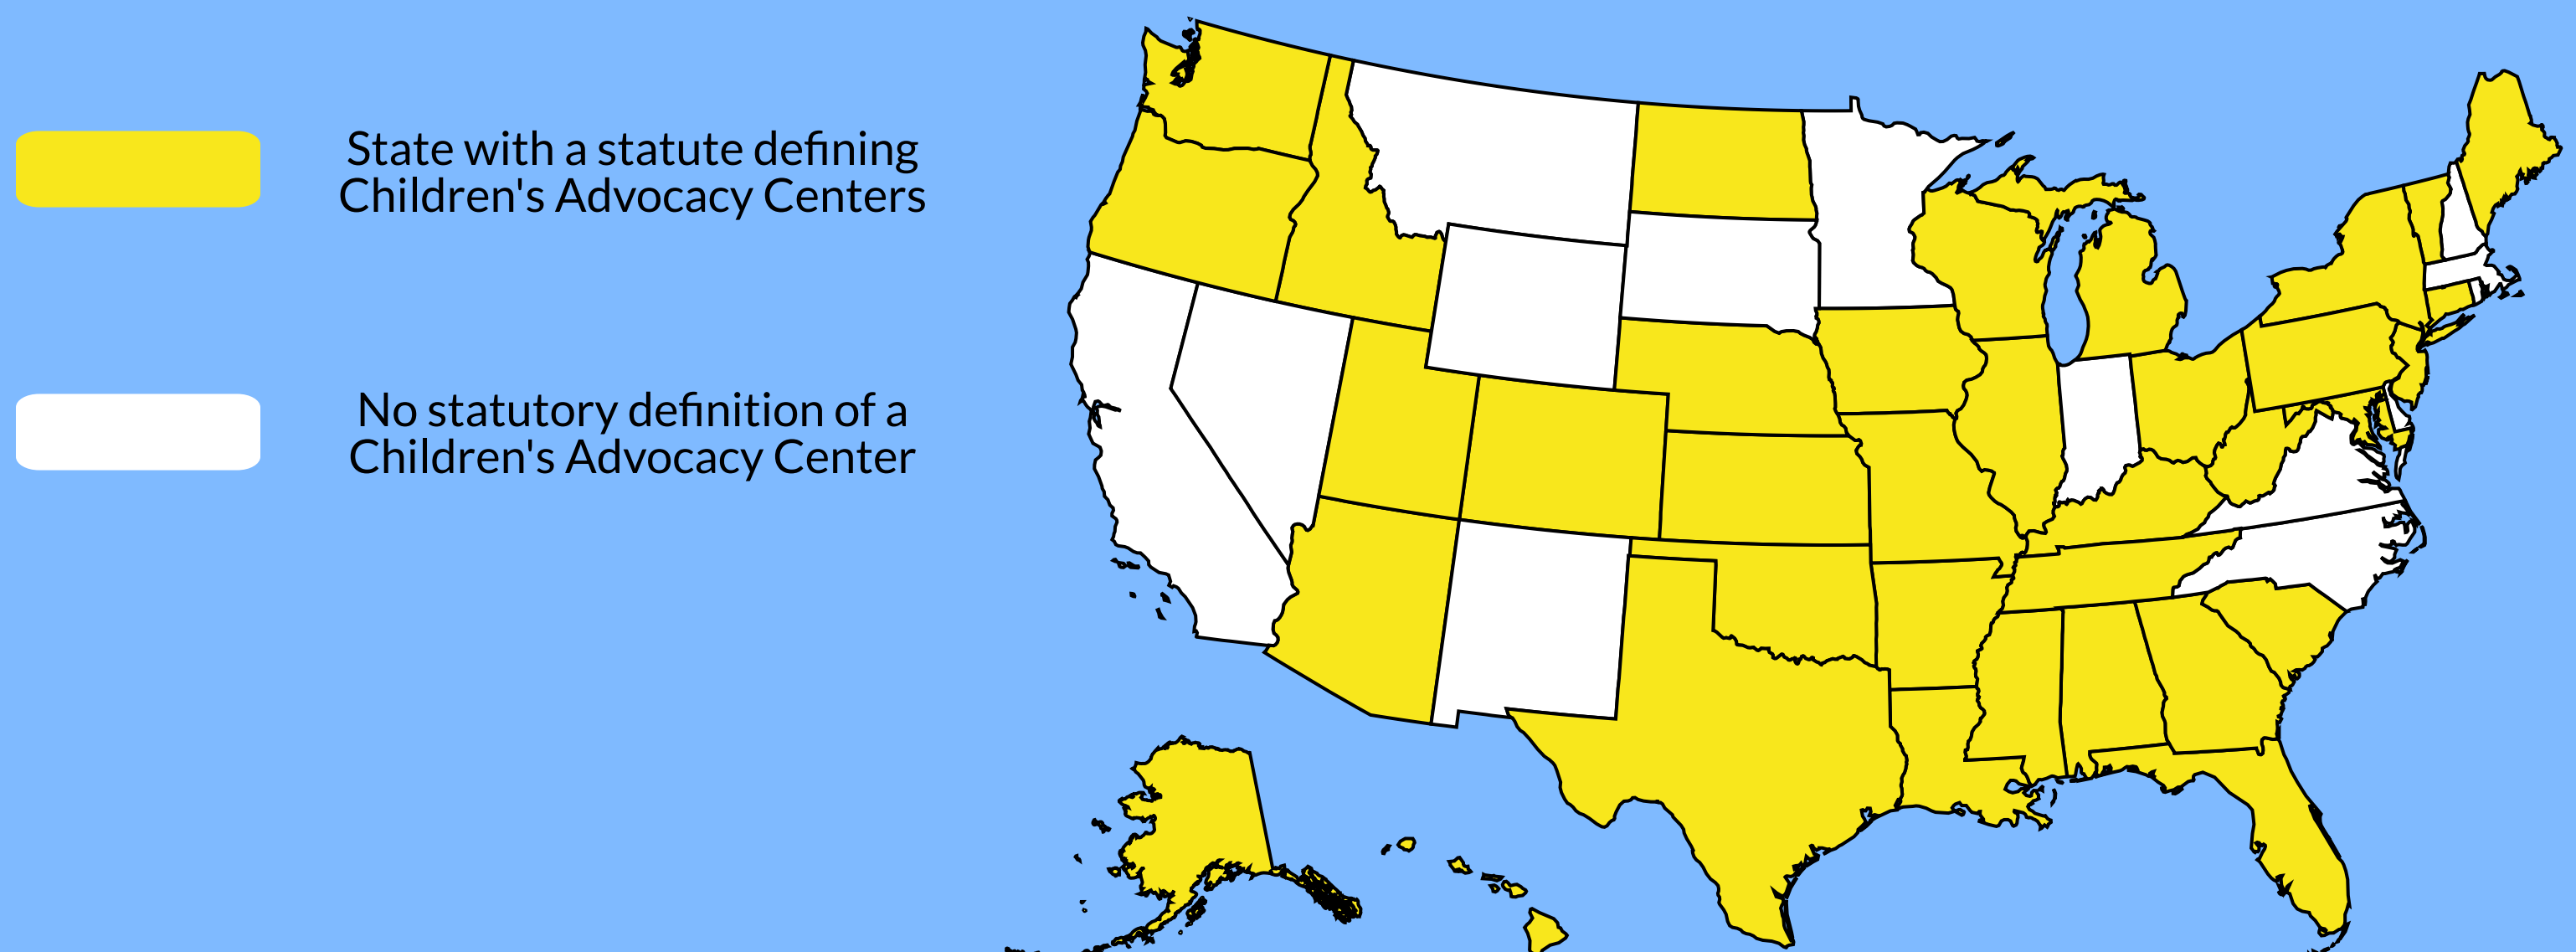 State with a statute defining
Children's Advocacy Centers
No statutory definition of a
Children's Advocacy Center